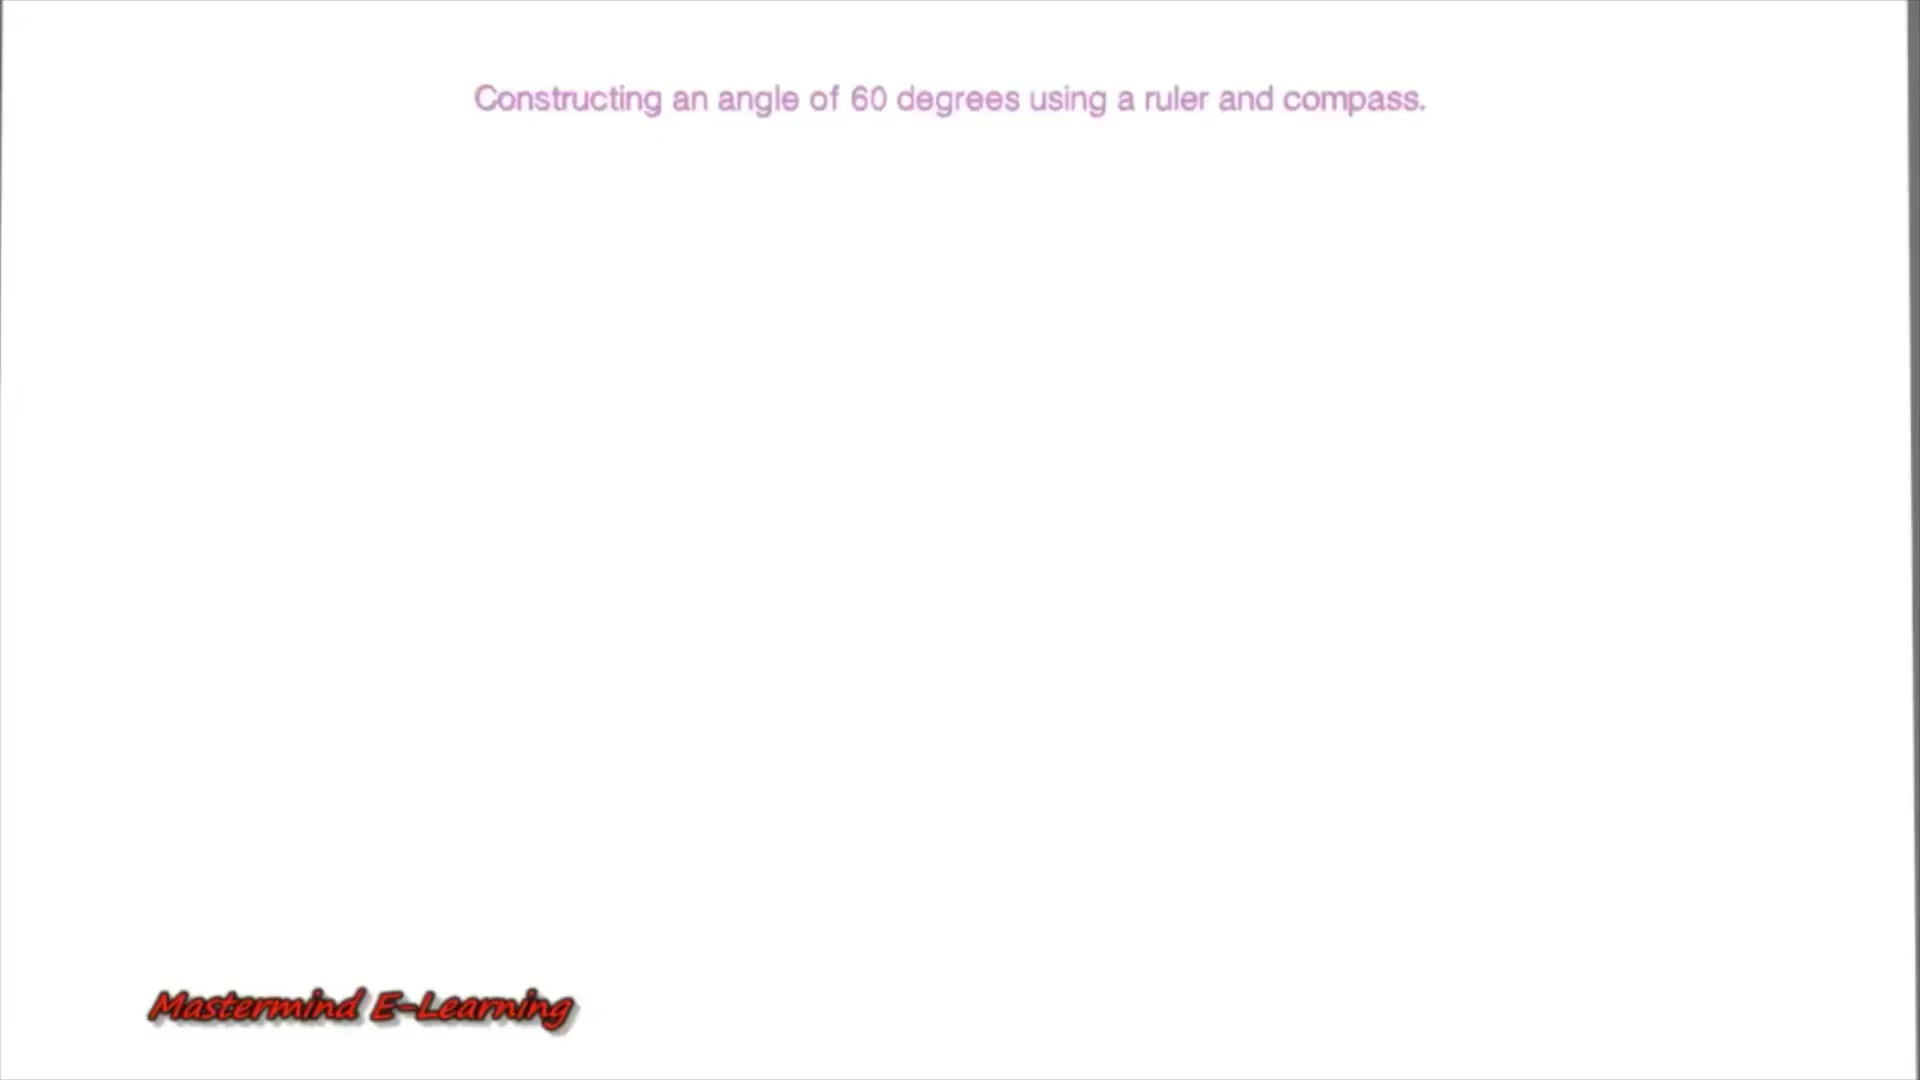 Constructing an angle of 60 degrees using a ruler and compass.
Mastermind E-Learning